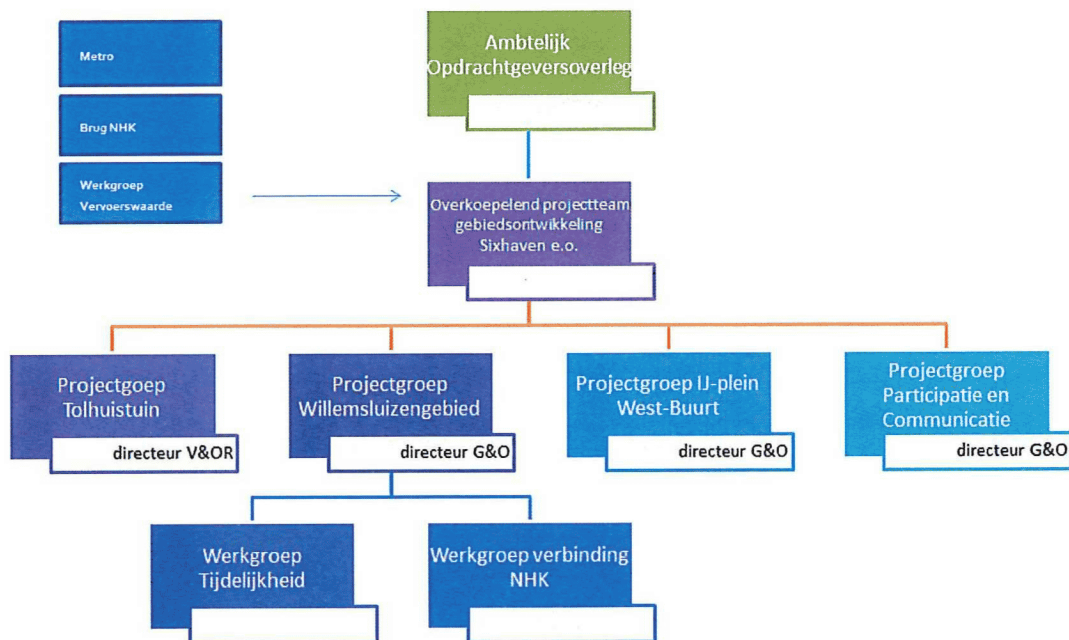 Metro
Brug NHK
Werkgroep
Vervoerswaarde
Ambtelijk
Opdrachtgeversoverleg
Overkoepelend projectteam
gebiedsontwikkeling
Sixhaven e.o.
Projectgoep
Tolhuistuin
directeur V&OR
Projectgroep
Willemsluizengebied
directeur G&O
Projectgroep IJ-plein
West-Buurt
directeur G&O
Projectgroep
Participatie en
Communicatie
directeur G&O
Werkgroep
Tijdelijkheid
Werkgroep verbinding
NHK